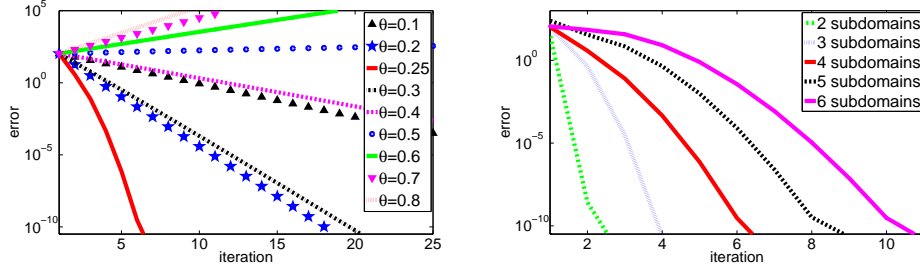 10^5
10^0
10^-5
10^-10
error
5
10
15
20
25
iteration
θ=0.1
θ=0.2
θ=0.25
θ=0.3
θ=0.4
θ=0.5
θ=0.6
θ=0.7
θ=0.8
10^0
10^-5
10^-10
error
2
4
6
8
10
iteration
2 subdomains
3 subdomains
4 subdomains
5 subdomains
6 subdomains